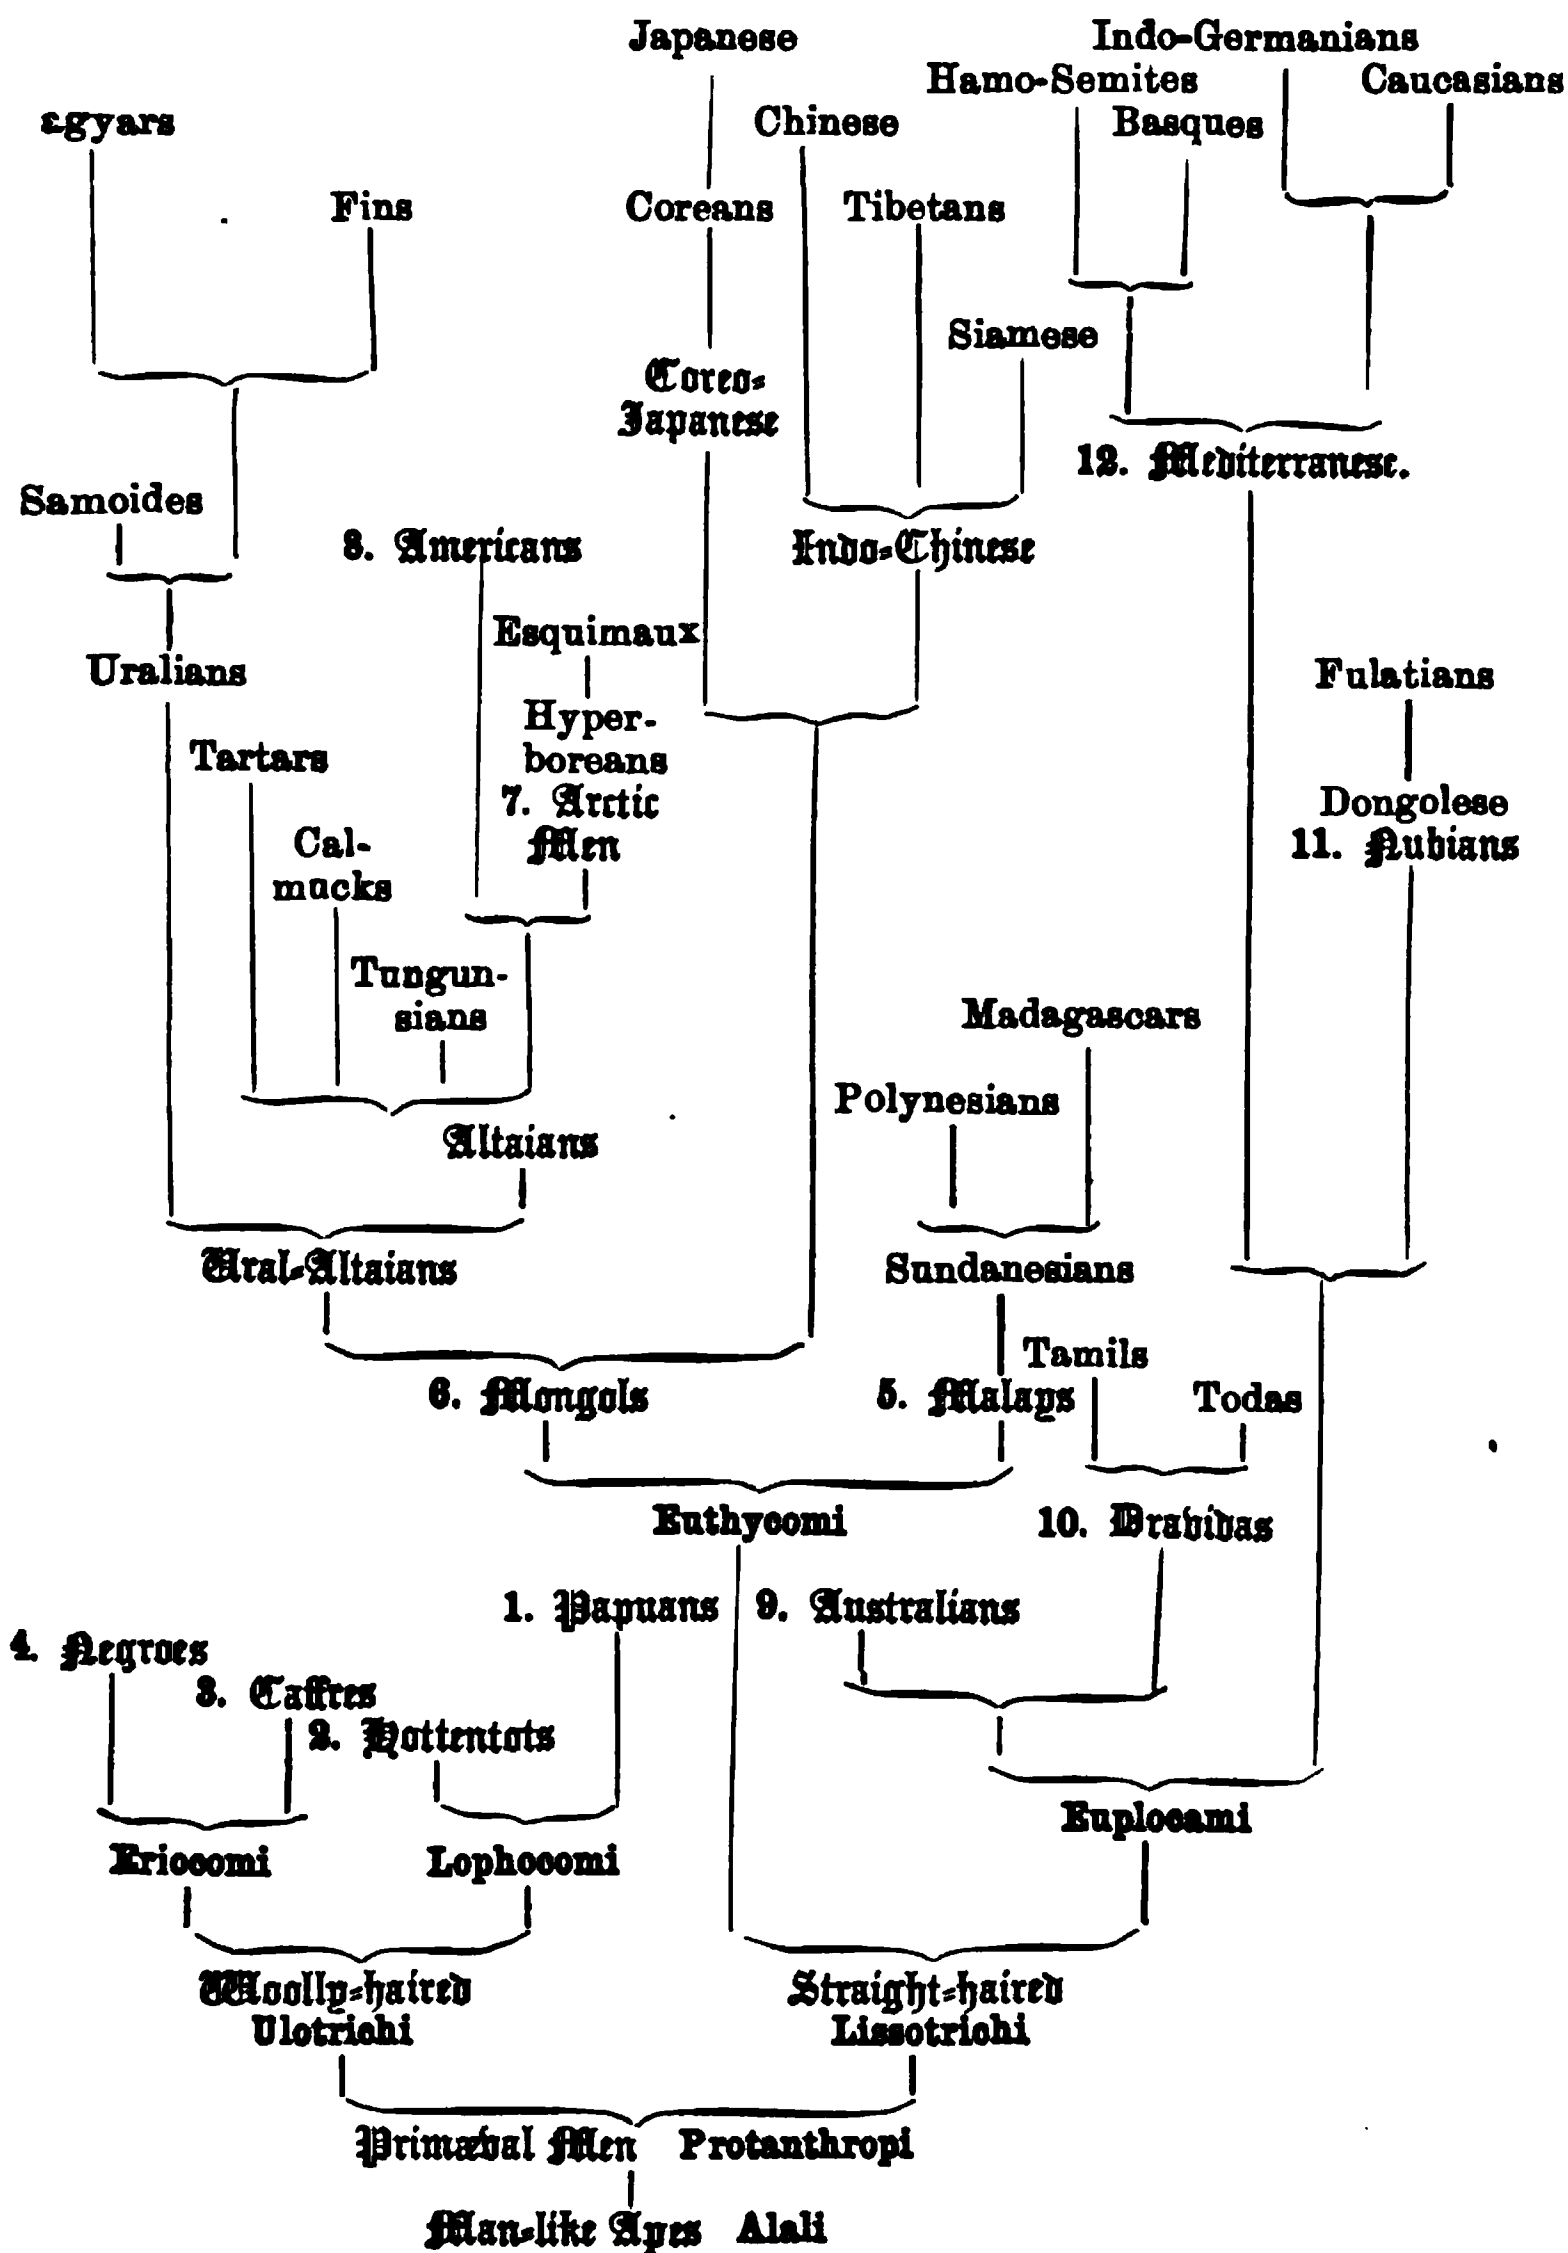 Japanese
Indo-Germanians
Hamo-Semites
Caucasians
ɛgyars
Chinese
Basques
Fins
Coreans
Tibetans
Siamese
Coreo-
Japanese
12. Mediterranese.
Samoides
8. Americans
Indo-Chinese
Esquimaux
Uralians
Fulatians
Hyper-
boreans
Tartars
7. Arctic
Men
Dongolese
11. Nubians
Cal-
mucks
Tungun-
sians
Madagascars
Polynesians
Altaians
Ural-Altaians
Sundanesians
Tamils
6. Mongols
5. Malays
Todas
Euthycomi
10. Dravidas
1. Papuans
9. Australians
4. Negroes
3. Caffres
2. Hottentots
Euplocami
Eriocomi
Lophocomi
Woolly-haired
Ulotrichi
Straight-haired
Lissotrichi
Primæval Men Protanthropi
Man-like Apes Alali